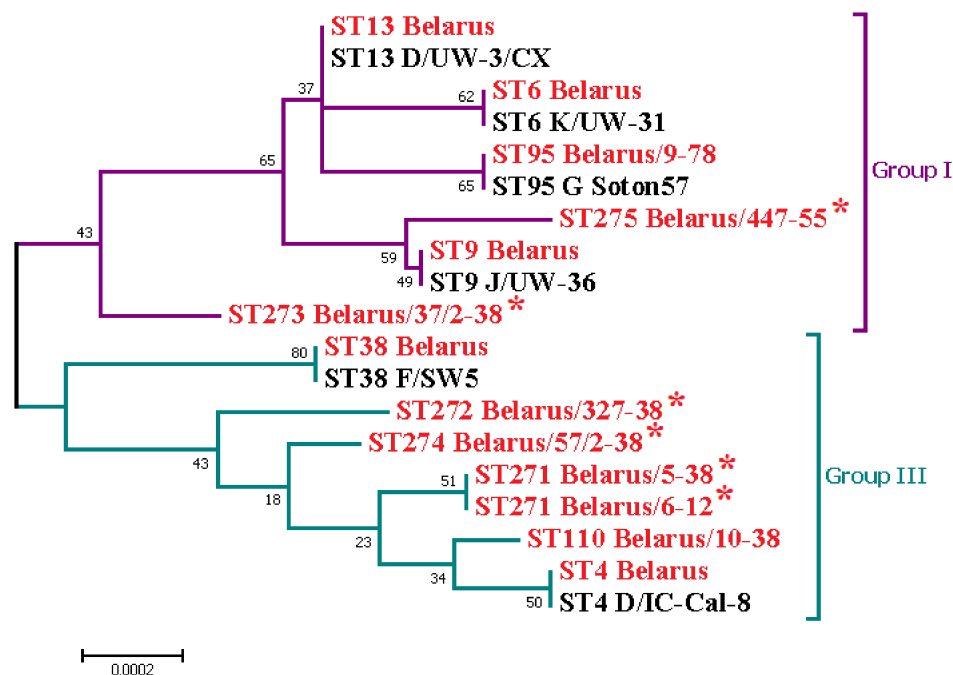 ST13 Belarus
ST13 D/UW-3/CX
37
62
ST6 Belarus
ST6 K/UW-31
65
ST95 Belarus/9-78
65
ST95 G Soton57
Group I
ST275 Belarus/447-55*
43
59
ST9 Belarus
49
ST9 J/UW-36
ST273 Belarus/37/2-38*
80
ST38 Belarus
ST38 F/SW5
ST272 Belarus/327-38*
ST274 Belarus/57/2-38*
43
51
ST271 Belarus/5-38*
Group III
18
ST271 Belarus/6-12*
23
ST110 Belarus/10-38
34
ST4 Belarus
50
ST4 D/IC-Cal-8
0.0002